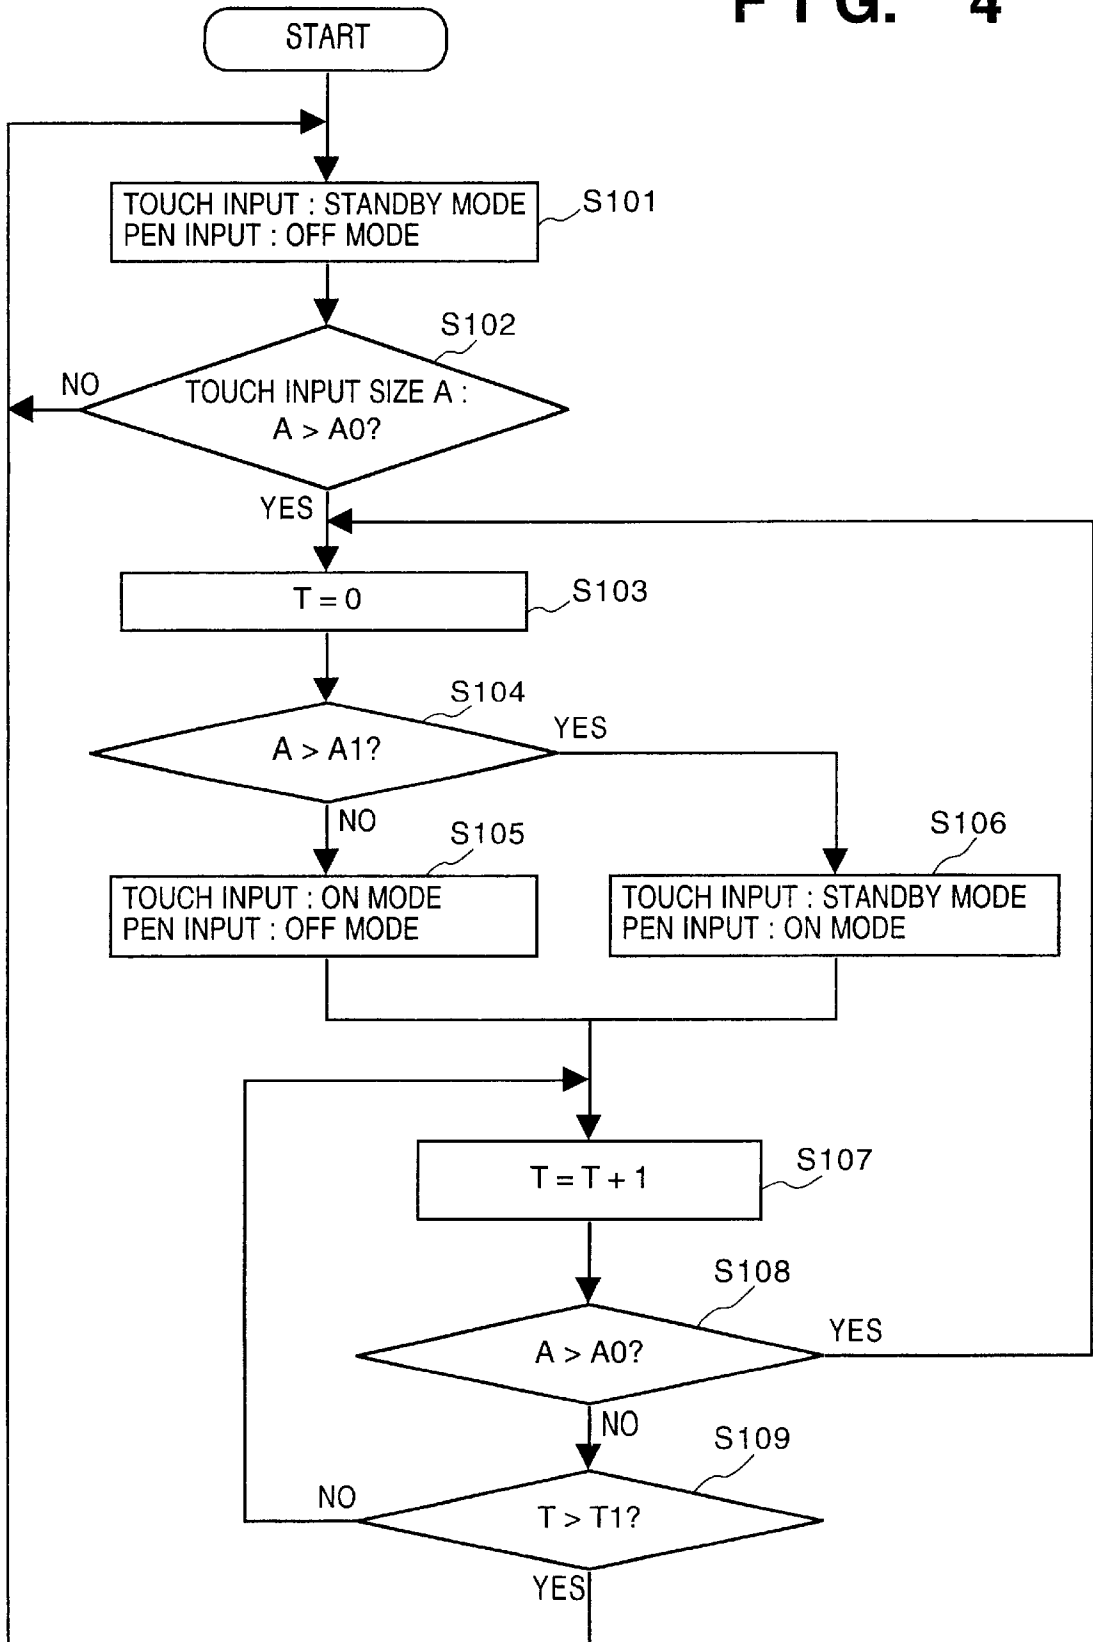 FIG. 4
START
TOUCH INPUT : STANDBY MODE
PEN INPUT : OFF MODE
S101
S102
NO
TOUCH INPUT SIZE A :
A > A0?
YES
T = 0
S103
S104
A > A1?
YES
NO
S105
S106
TOUCH INPUT : ON MODE
PEN INPUT : OFF MODE
TOUCH INPUT : STANDBY MODE
PEN INPUT : ON MODE
T = T + 1
S107
S108
A > A0?
YES
NO
S109
NO
T > T1?
YES